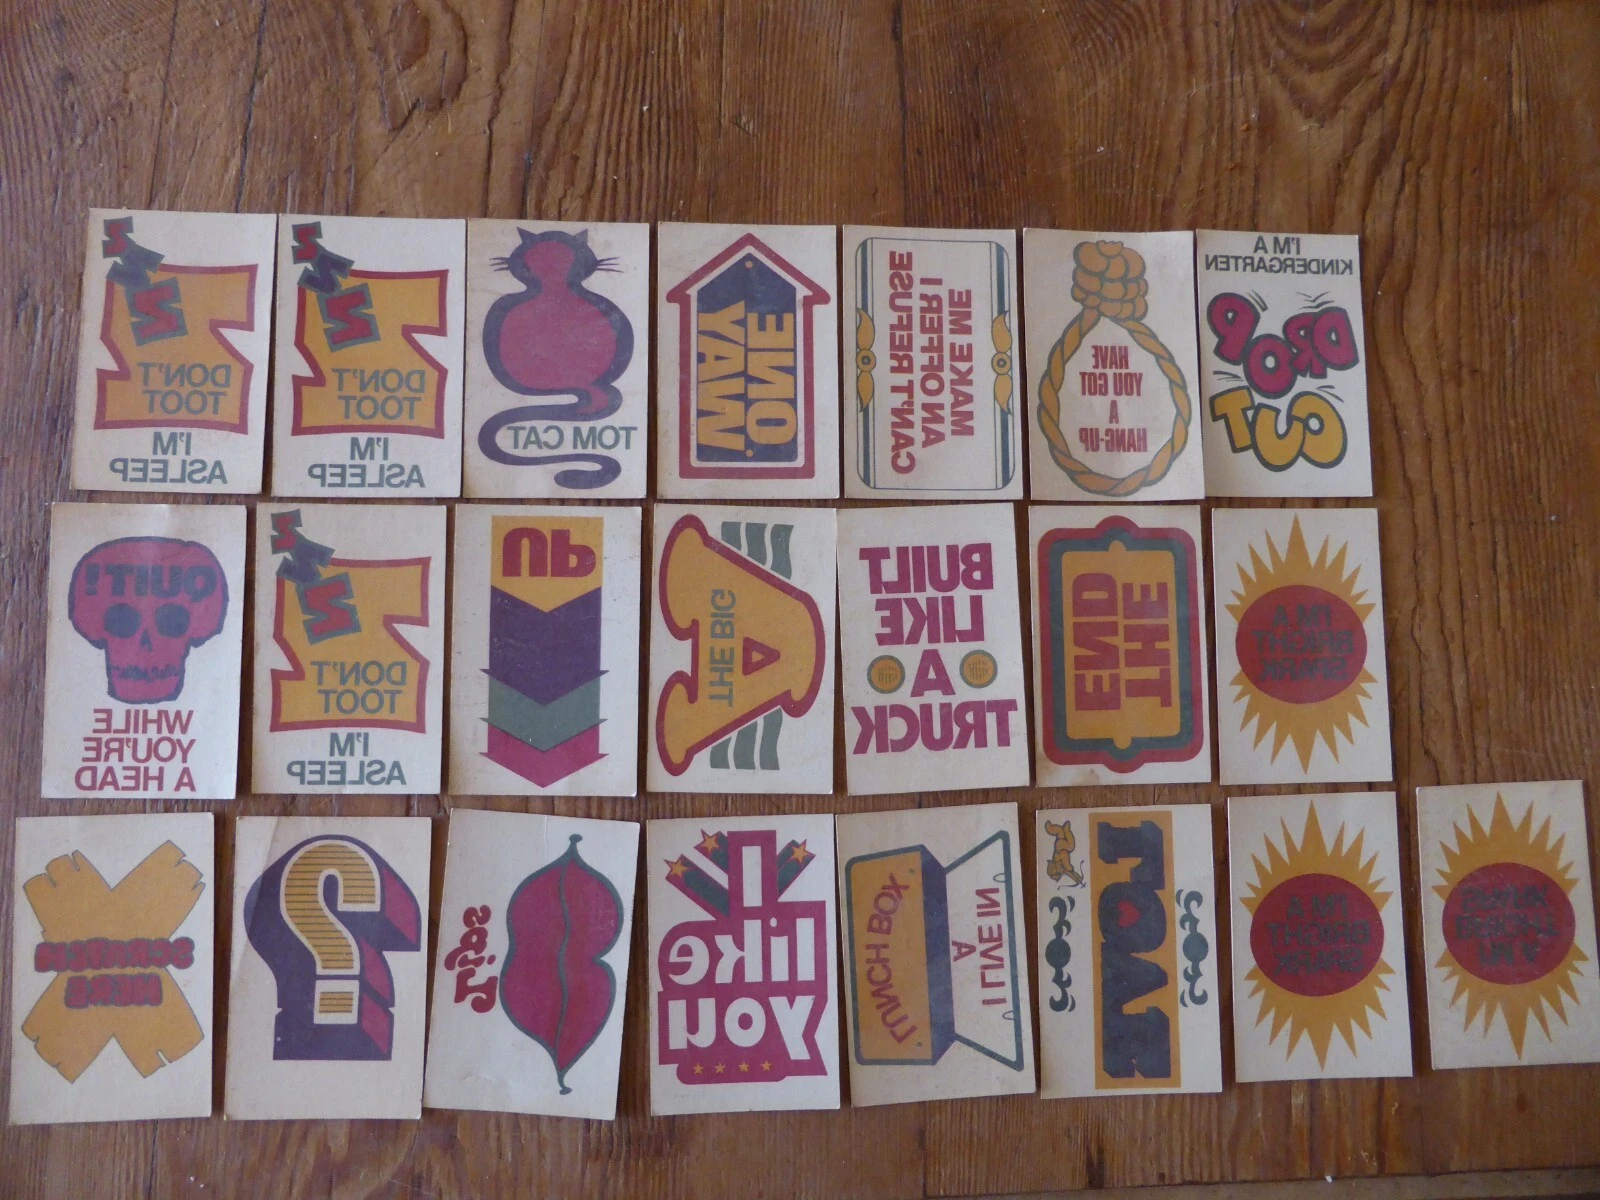 Z
Z
Z
DON'T
TOOT
I'M
ASLEEP
Z
Z
Z
DON'T
TOOT
I'M
ASLEEP
TOM CAT
ONE
WAY
MAKE ME
AN OFFER I
CAN'T REFUSE
HAVE
YOU GOT
A
HANG-UP
I'M A
KINDERGARTEN
DROP
OUT
QUIT!
WHILE
YOU'RE
A HEAD
Z
Z
Z
DON'T
TOOT
I'M
ASLEEP
UP
THE BIG
A
BUILT
LIKE
A
TRUCK
THE
END
I'M A
BRIGHT
SPARK
SCRATCH
HERE
?
Lips
I
like
you
I LIVE IN
A
LUNCH BOX
LOVE
I'M A
BRIGHT
SPARK
I'M A
BRIGHT
SPARK